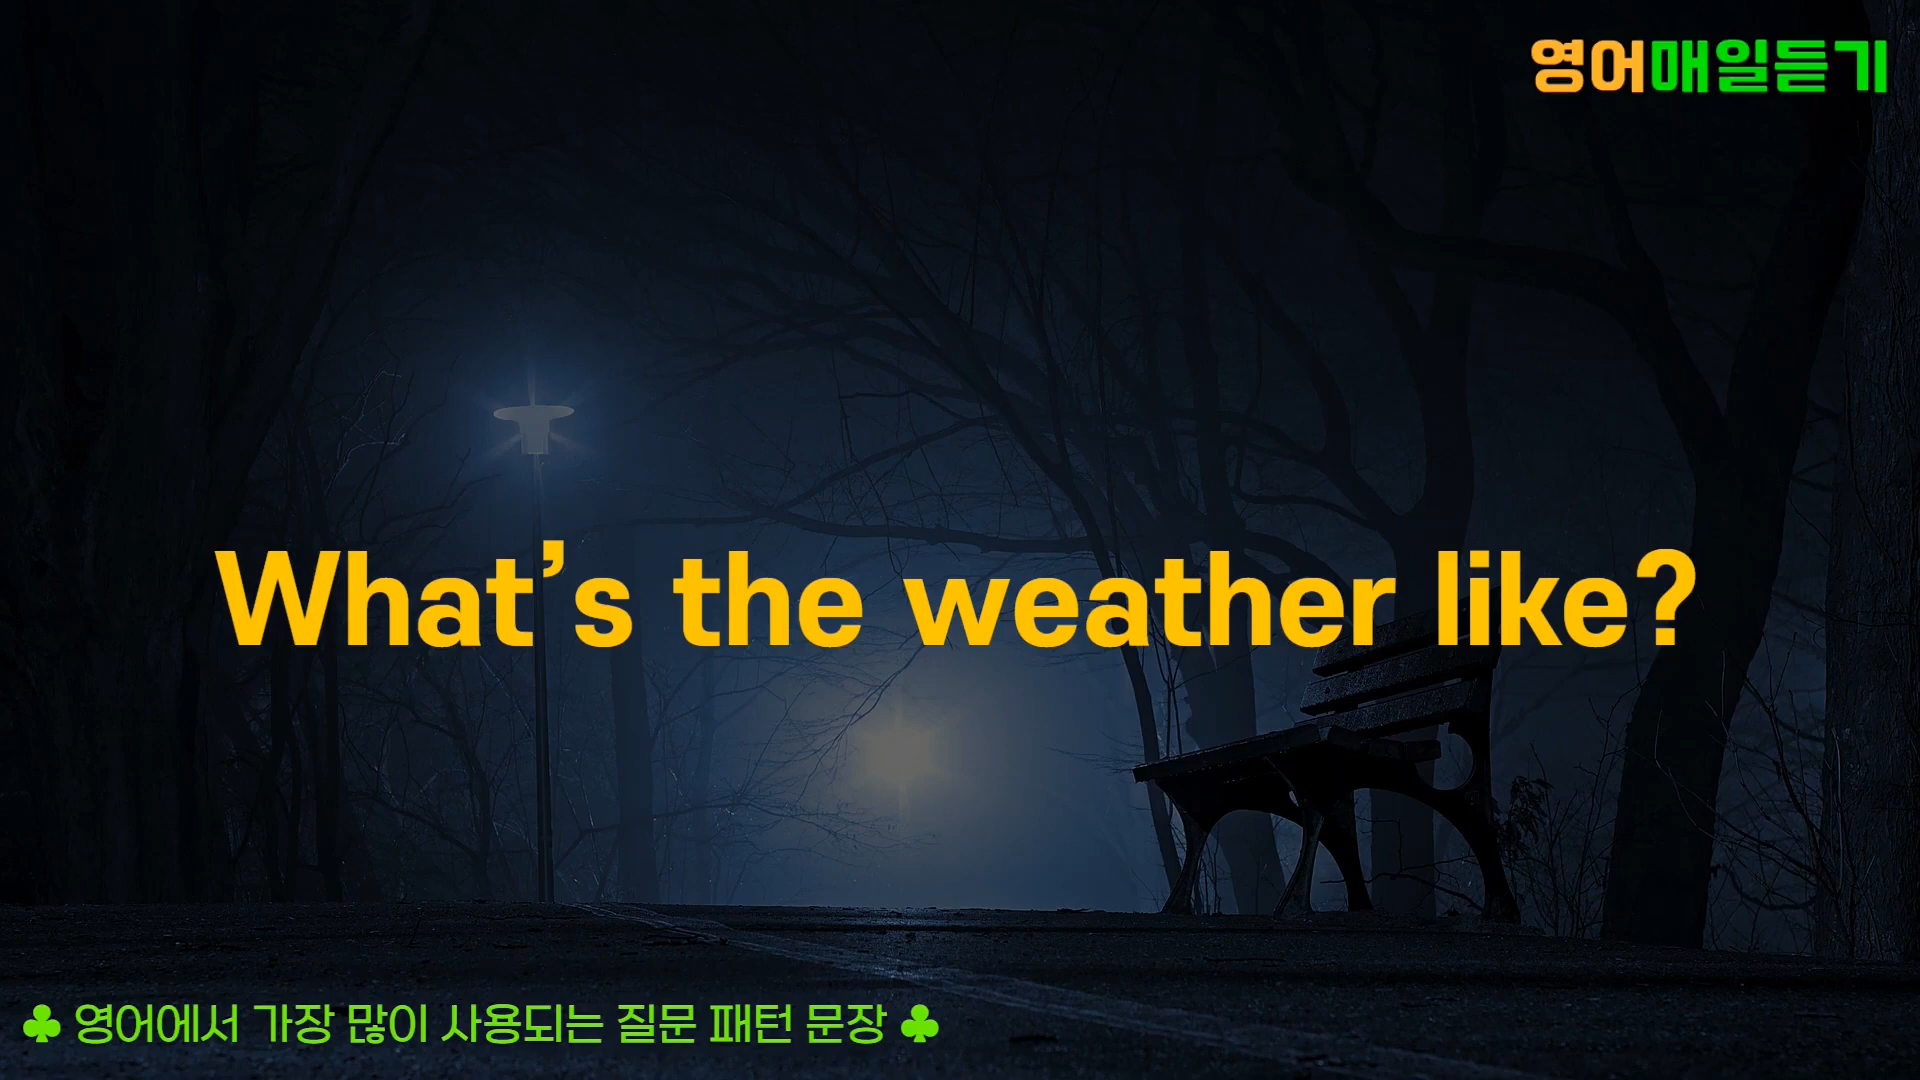 영어매일듣기
What’s the weather like?
♣ 영어에서 가장 많이 사용되는 질문 패턴 문장 ♣